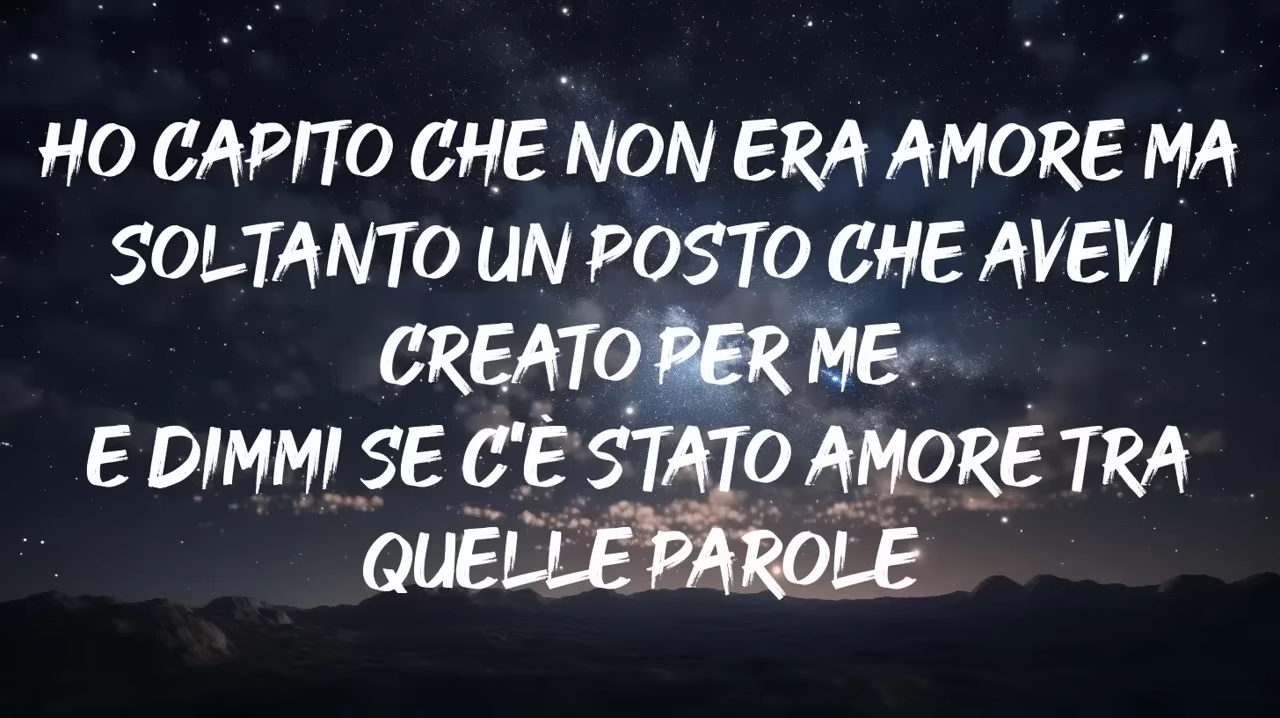 HO CAPITO CHE NON ERA AMORE MA
SOLTANTO UN POSTO CHE AVEVI
CREATO PER ME
E DIMMI SE C'È STATO AMORE TRA
QUELLE PAROLE